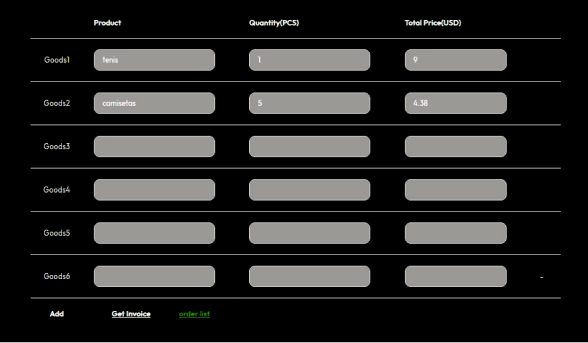 Product Quantity(PCS) Total Price(USD)
Goods1 tenis 1 9
Goods2 camisetas 5 4.38
Goods3
Goods4
Goods5
Goods6 -
Add Get Invoice order list